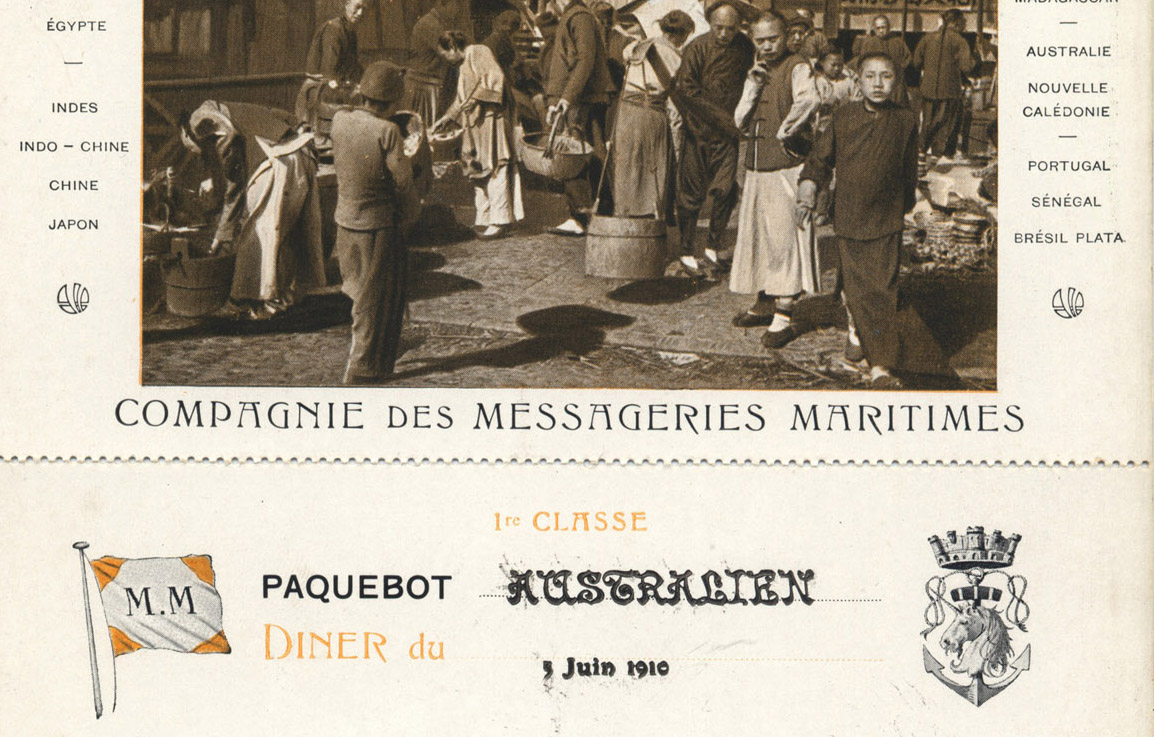 ÉGYPTE
INDES
INDO – CHINE
CHINE
JAPON
AUSTRALIE
NOUVELLE
CALÉDONIE
PORTUGAL
SÉNÉGAL
BRÉSIL PLATA
COMPAGNIE DES MESSAGERIES MARITIMES
1re CLASSE
M.M
PAQUEBOT AUSTRALIEN
DINER du 5 Juin 1910